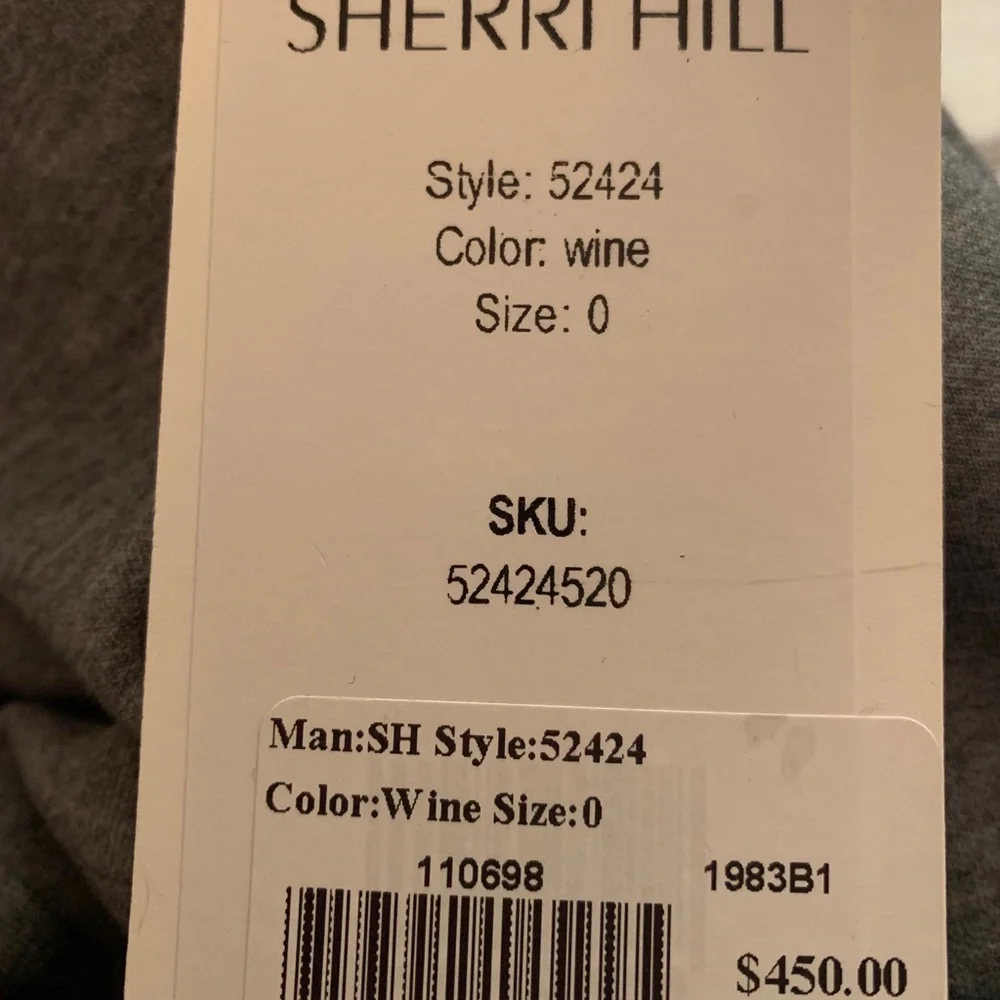 SHERRI HILL
Style: 52424
Color: wine
Size: 0
SKU:
52424520
Man:SH Style:52424
Color:Wine Size:0
110698 1983B1
$450.00